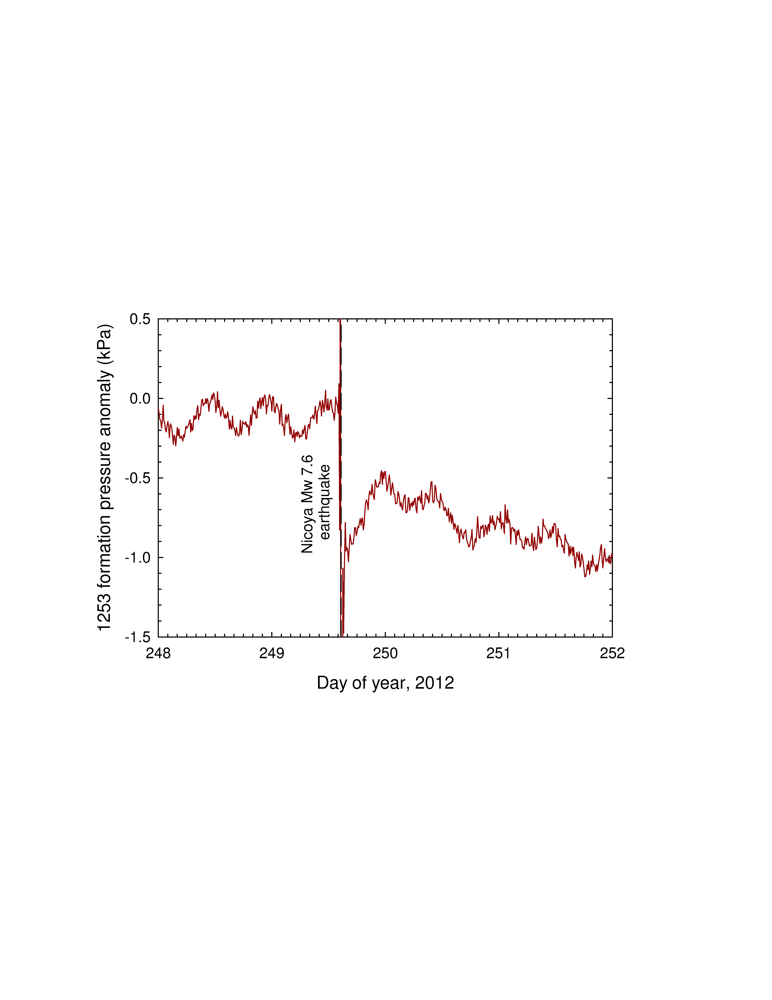 1253 formation pressure anomaly (kPa)
0.5
0.0
-0.5
-1.0
-1.5
Nicoya Mw 7.6
earthquake
248 249 250 251 252
Day of year, 2012